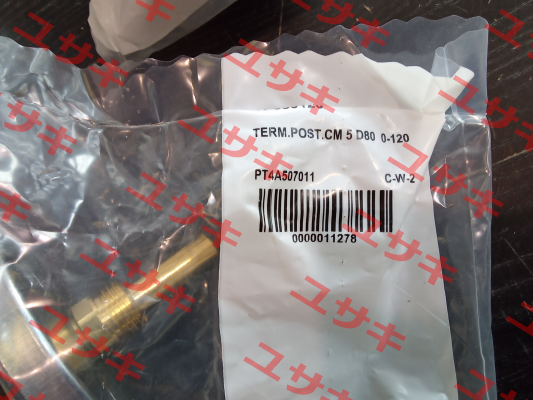 TERM.POST.CM 5 D80 0-120
PT4A507011 C-W-2
0000011278
ユサキ